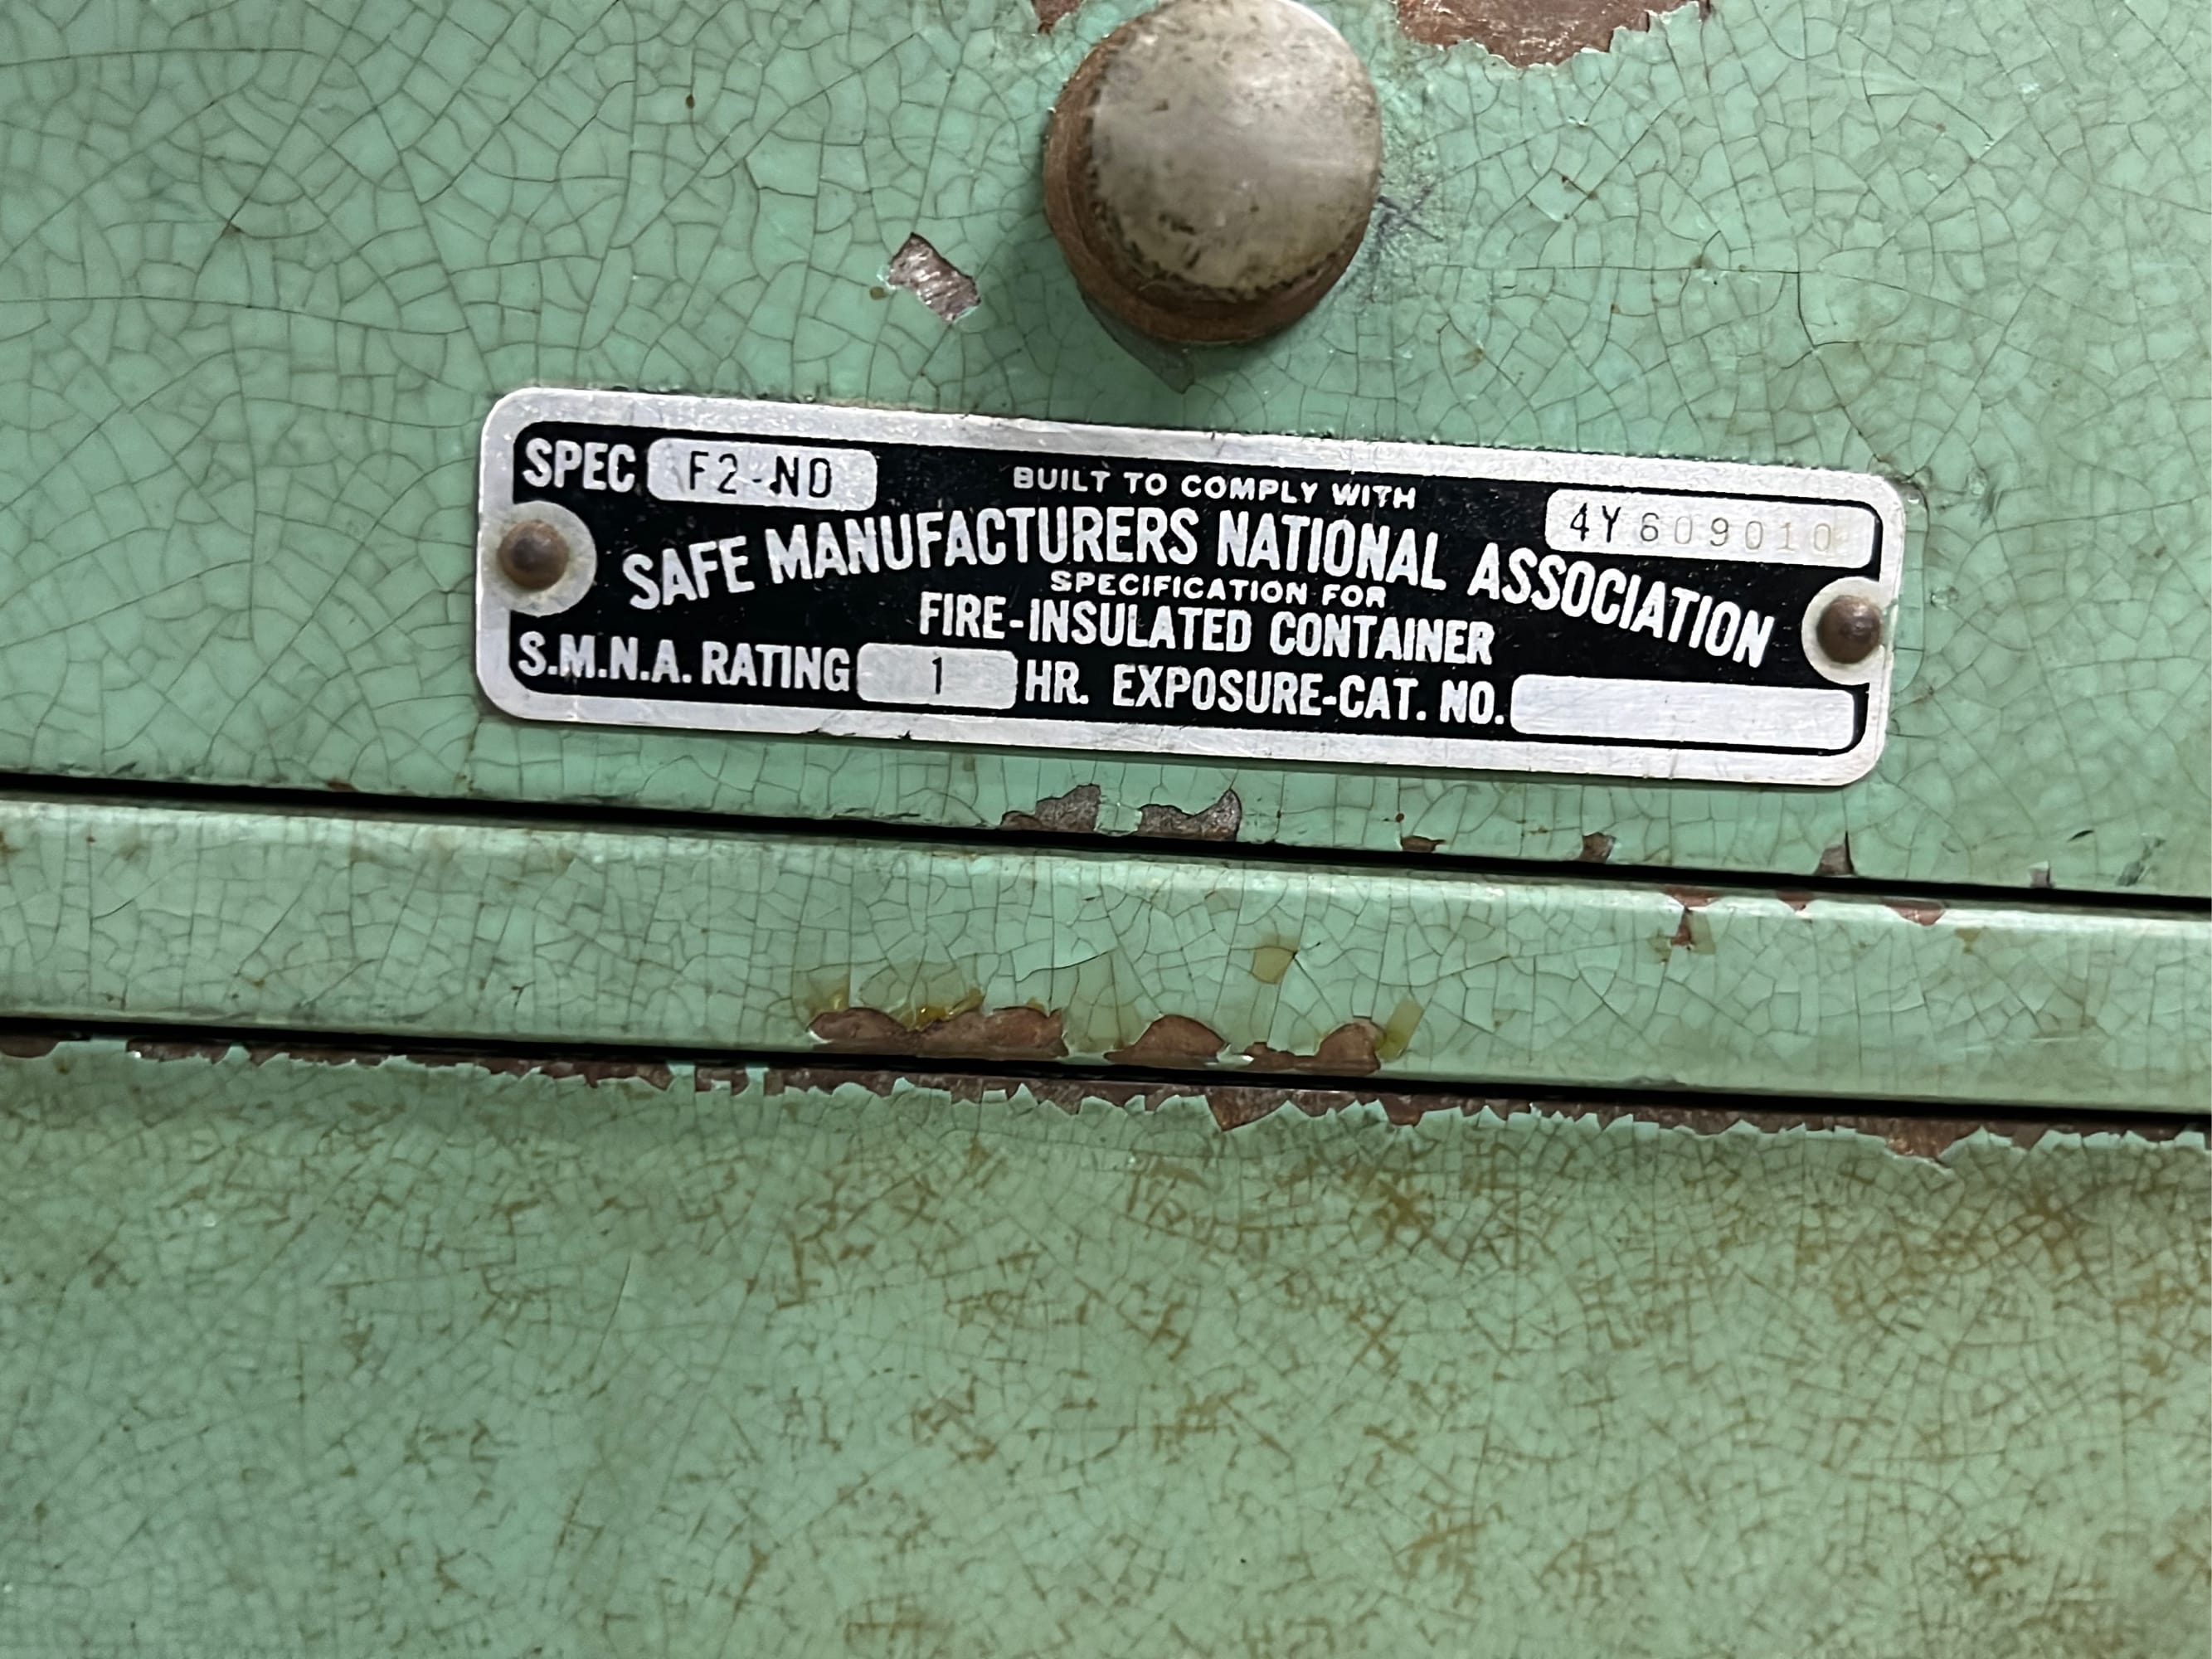 SPEC F2-ND
BUILT TO COMPLY WITH
4Y609010
SAFE MANUFACTURERS NATIONAL ASSOCIATION
SPECIFICATION FOR
FIRE-INSULATED CONTAINER
S.M.N.A. RATING 1 HR. EXPOSURE-CAT. NO.